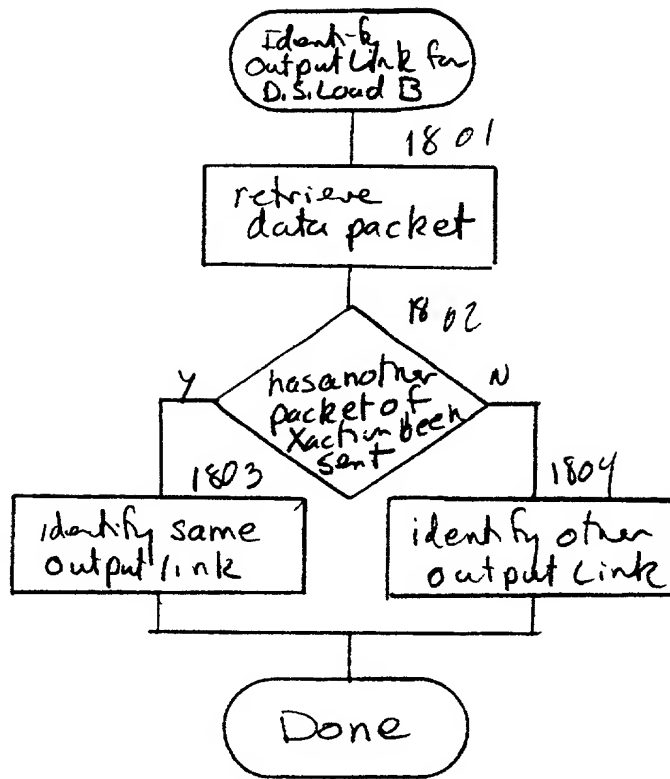 Identify
Output Link for
D.S. Load B
1801
retrieve
data packet
1802
has another
packet of
Xaction been
sent
Y
N
1803
1804
identify same
output link
identify other
output Link
Done